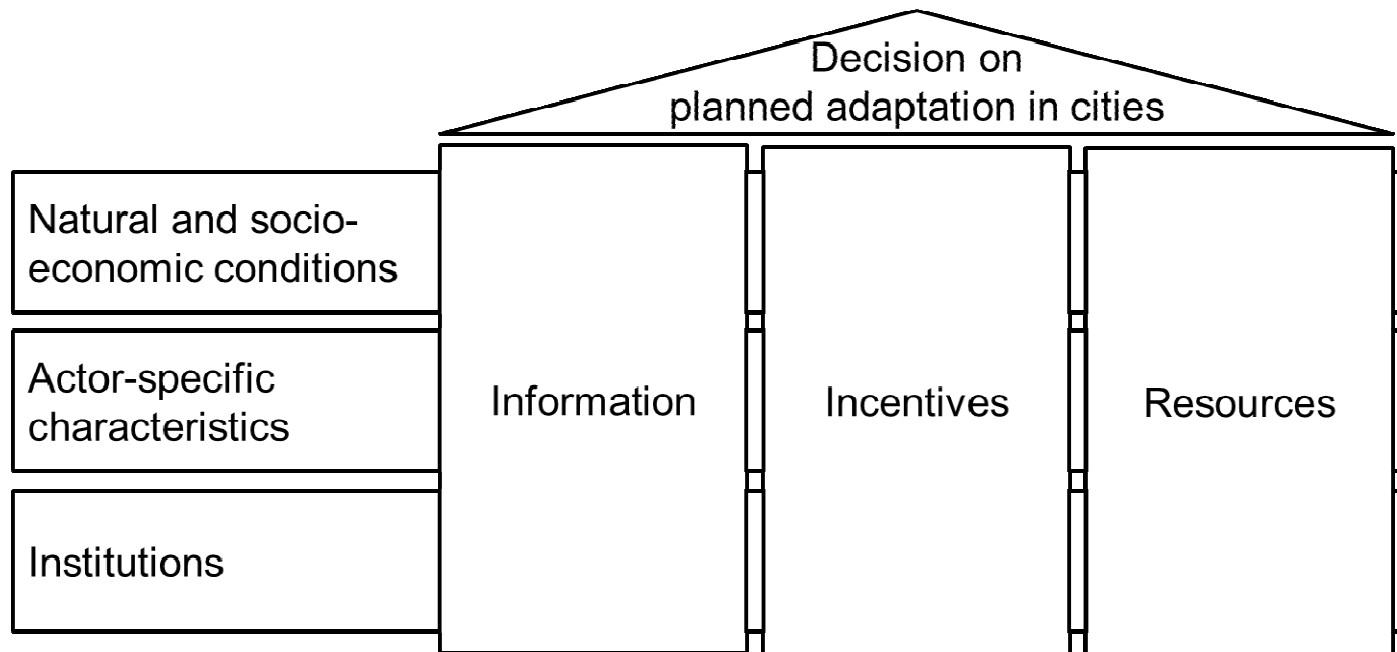 Decision on
planned adaptation in cities
Natural and socio-
economic conditions
Actor-specific
characteristics
Information
Incentives
Resources
Institutions